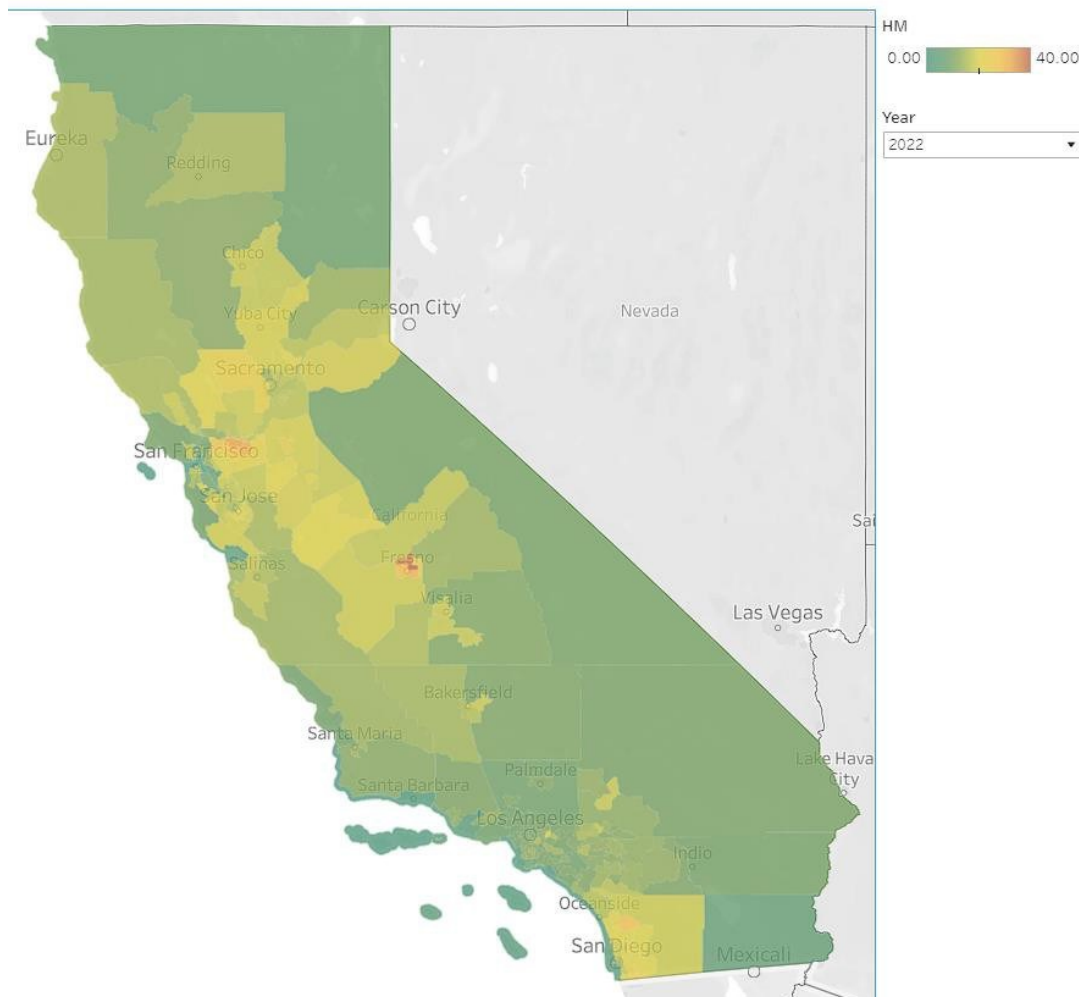 HM
0.00 40.00
Year
2022
Eureka
Redding
Chico
Carson City
Nevada
Yuba City
Sacramento
San Francisco
San Jose
California
Sai
Fresno
Salinas
Visalia
Las Vegas
Bakersfield
Santa Maria
Lake Hava
City
Palmdale
Santa Barbara
Los Angeles
Indio
Oceanside
San Diego
Mexicali